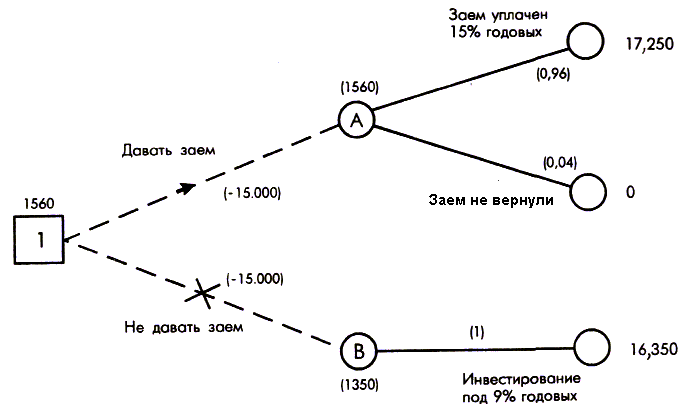 Заем уплачен
15% годовых
17,250
(0,96)
(1560)
A
Давать заем
(-15.000)
(0,04)
Заем не вернули
0
1560
1
(-15.000)
Не давать заем
B
(1350)
(1)
16,350
Инвестирование
под 9% годовых